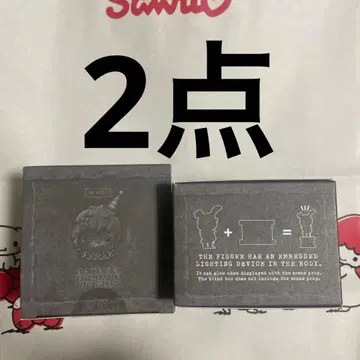 Sanrio
2点
THE FIGURE HAS AN EMBEDDED
LIGHTING DEVICE IN THE BODY.
It can glow when displayed with the scene prop.
The blind box does not include the scene prop.